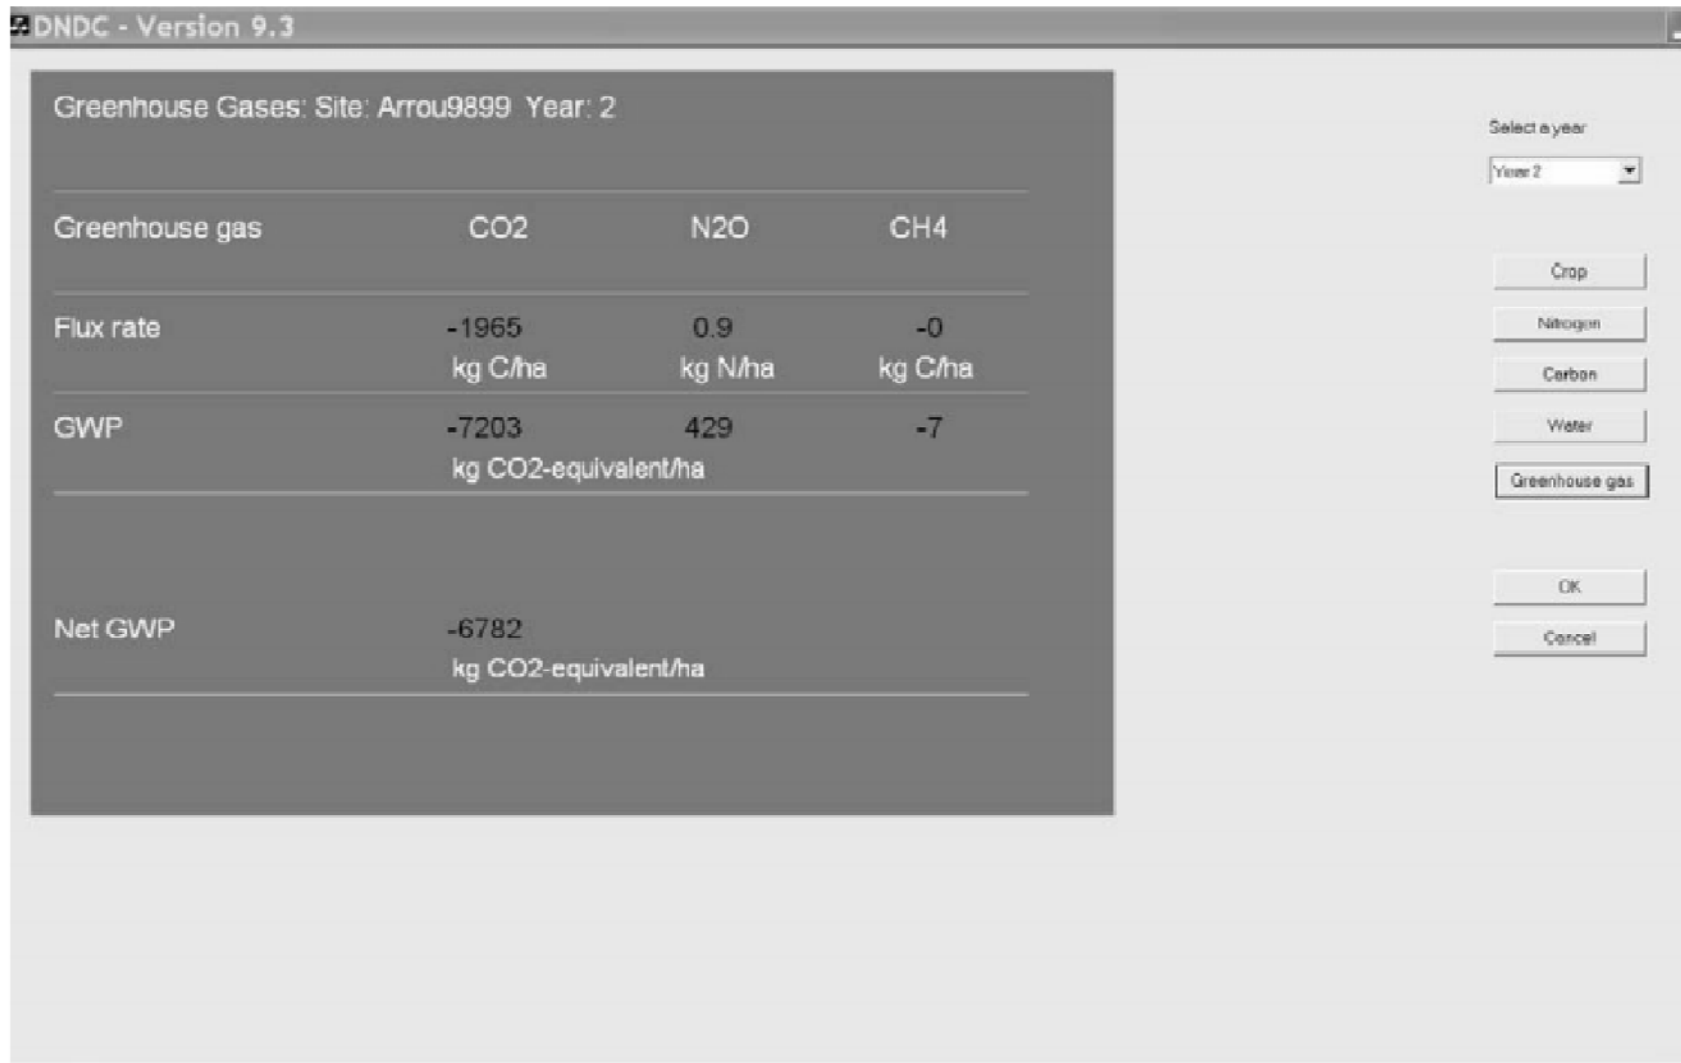 DNDC - Version 9.3
Greenhouse Gases: Site: Arrou9899 Year: 2
Select a year
Year 2
Greenhouse gas CO2 N2O CH4
Crop
Flux rate -1965 0.9 -0
Nitrogen
kg C/ha kg N/ha kg C/ha
Carbon
GWP -7203 429 -7
Water
kg CO2-equivalent/ha
Greenhouse gas
OK
Net GWP -6782
Cancel
kg CO2-equivalent/ha